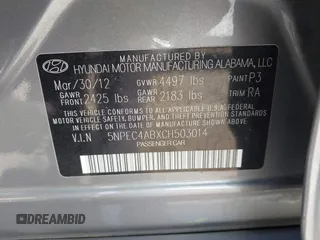 MANUFACTURED BY
HYUNDAI MOTOR MANUFACTURING ALABAMA, LLC
Mar/30/12 GVWR 4497 lbs PAINT P3
GAWR FRONT 2425 lbs GAWR REAR 2183 lbs TRIM RA
THIS VEHICLE CONFORMS TO ALL APPLICABLE U.S.A FEDERAL
MOTOR VEHICLE SAFETY, BUMPER, AND THEFT PREVENTION
STANDARDS IN EFFECT ON THE DATE OF MANUFACTURE SHOWN ABOVE.
V.I.N 5NPEC4ABXCH503014
PASSENGER CAR
DREAMBID